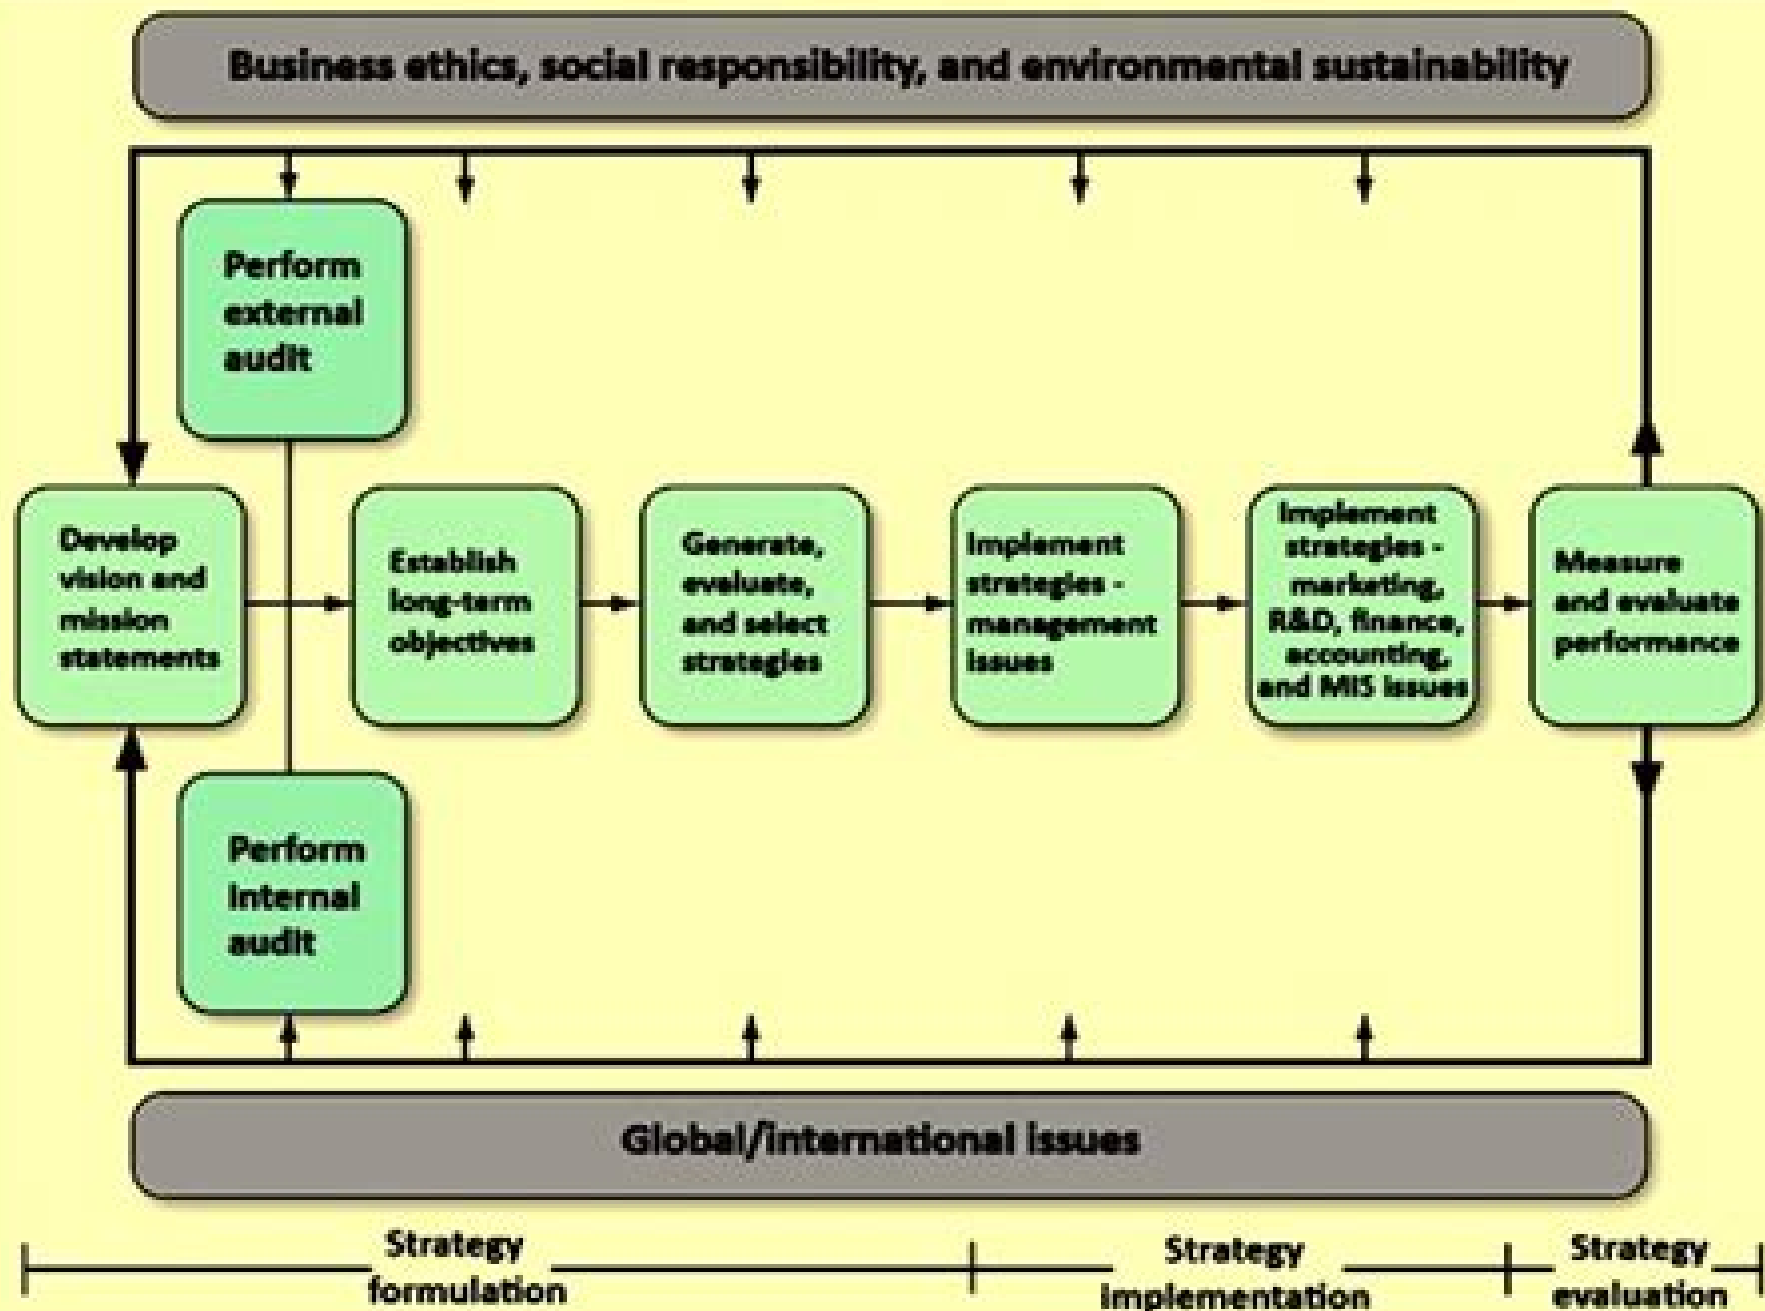 Business ethics, social responsibility, and environmental sustainability
Perform
external
audit
Develop
vision and
mission
statements
Establish
long-term
objectives
Generate,
evaluate,
and select
strategies
Implement
strategies -
management
issues
Implement
strategies -
marketing,
R&D, finance,
accounting,
and MIS issues
Measure
and evaluate
performance
Perform
internal
audit
Global/international issues
Strategy
formulation
Strategy
implementation
Strategy
evaluation